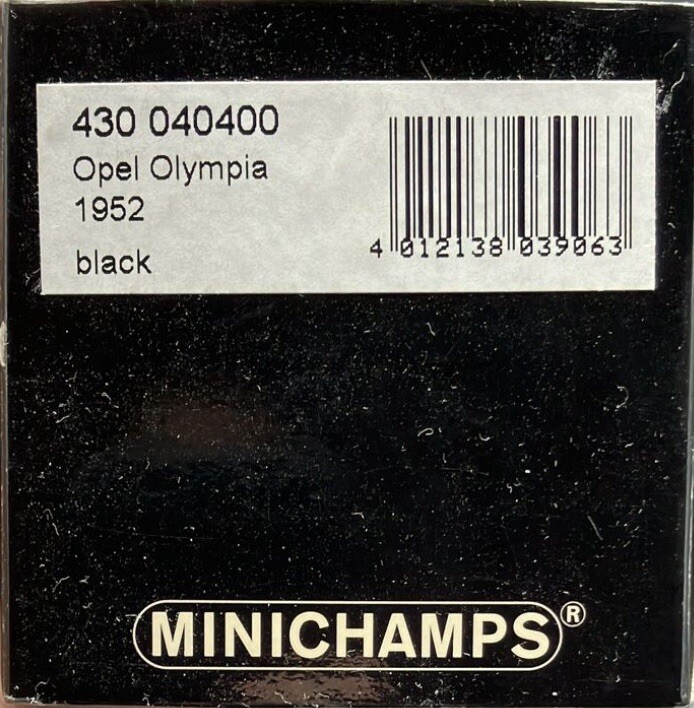 430 040400
Opel Olympia
1952
black
4 012138 039063
MINICHAMPS®